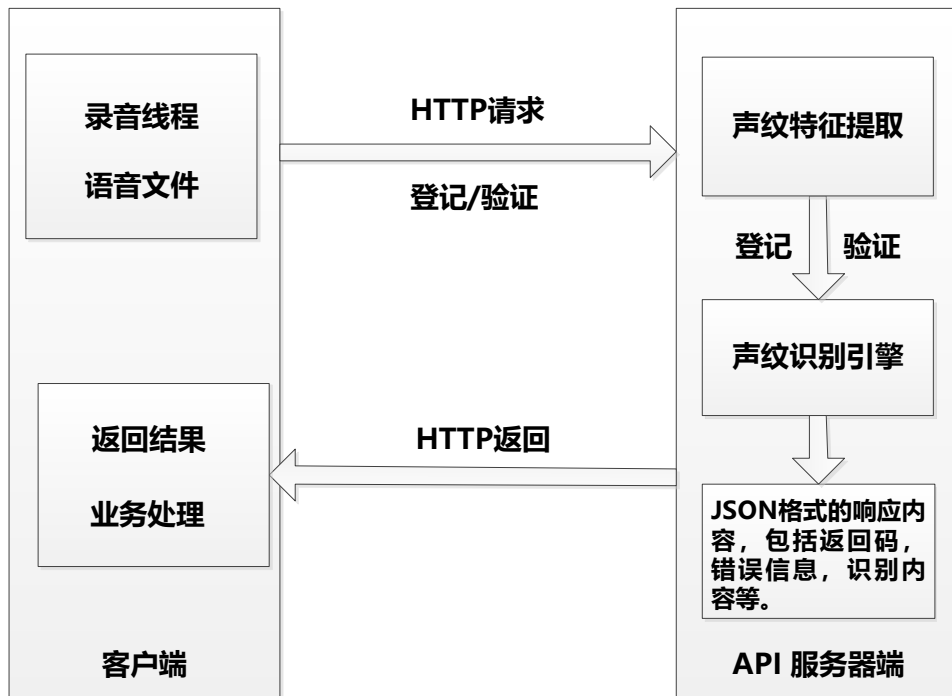 录音线程
语音文件
HTTP请求
登记/验证
声纹特征提取
登记 验证
声纹识别引擎
返回结果
业务处理
HTTP返回
JSON格式的响应内
容，包括返回码，
错误信息，识别内
容等。
客户端
API 服务器端